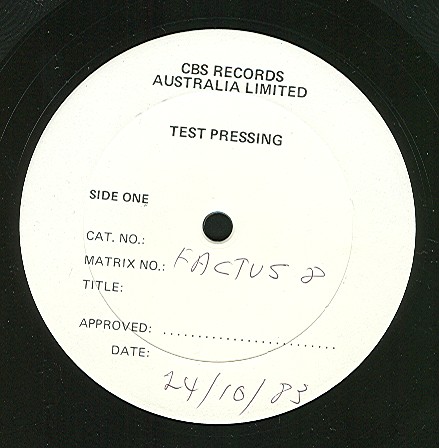 CBS RECORDS
AUSTRALIA LIMITED
TEST PRESSING
SIDE ONE
CAT. NO.:
MATRIX NO.: FACTUS 8
TITLE:
APPROVED: ..............................
DATE:
24/10/83